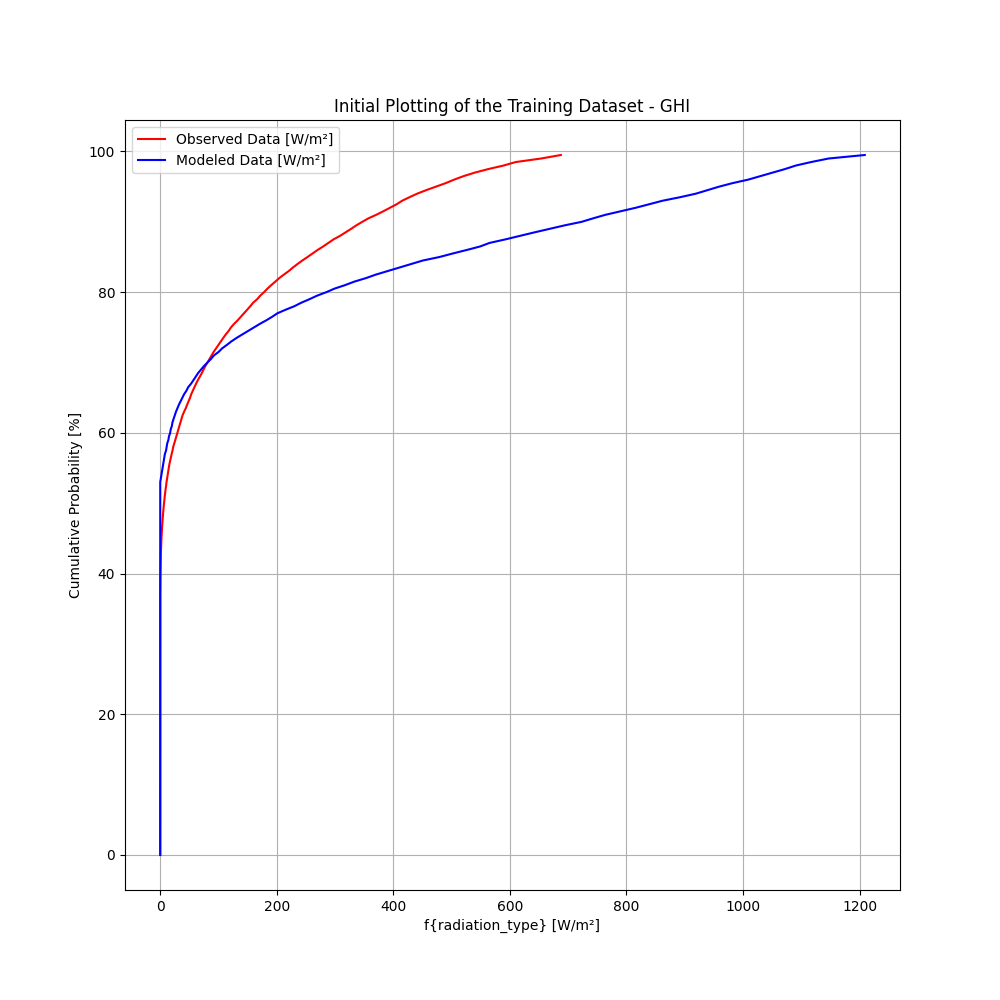 Initial Plotting of the Training Dataset - GHI
Observed Data [W/m²]
Modeled Data [W/m²]
100
80
60
40
20
0
Cumulative Probability [%]
0 200 400 600 800 1000 1200
f{radiation_type} [W/m²]